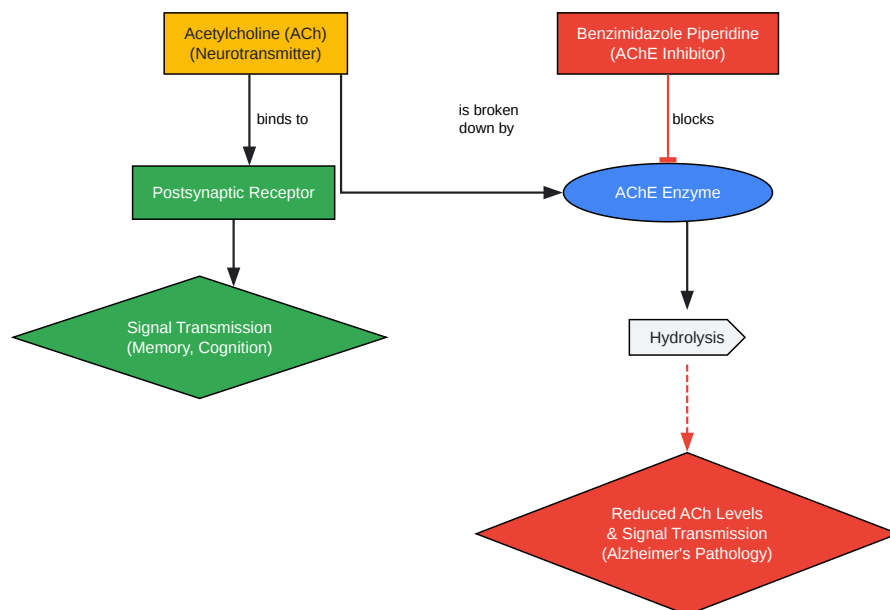 Acetylcholine (ACh)
(Neurotransmitter)
Benzimidazole Piperidine
(AChE Inhibitor)
binds to
is broken
down by
blocks
Postsynaptic Receptor
AChE Enzyme
Signal Transmission
(Memory, Cognition)
Hydrolysis
Reduced ACh Levels
& Signal Transmission
(Alzheimer's Pathology)